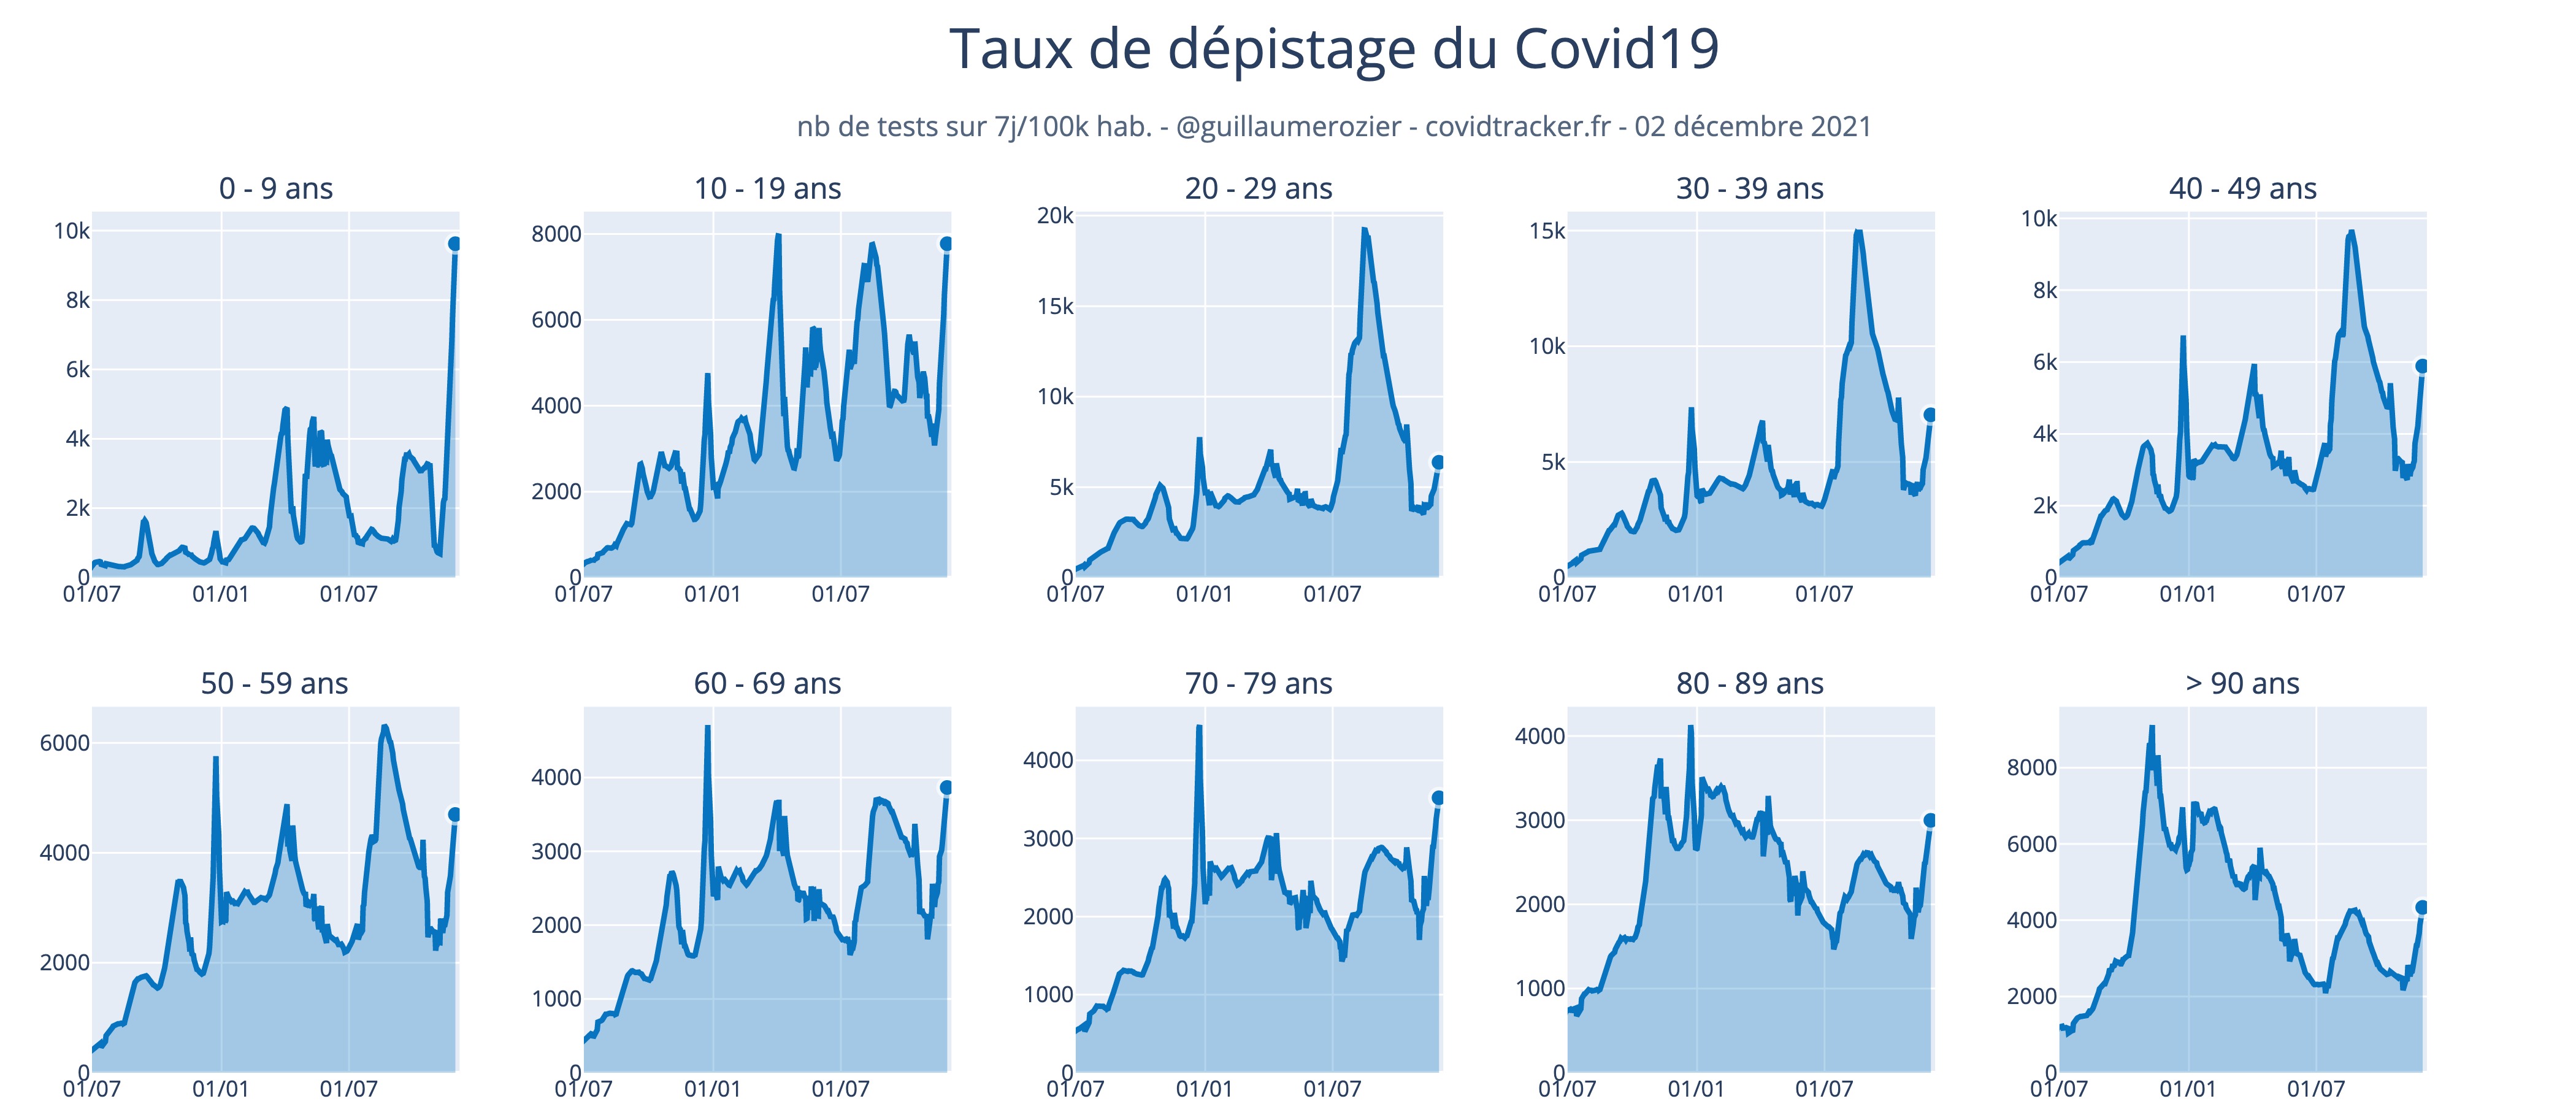 Taux de dépistage du Covid19
nb de tests sur 7j/100k hab. - @guillaumerozier - covidtracker.fr - 02 décembre 2021
0 - 9 ans
10k
8k
6k
4k
2k
0
01/07 01/01 01/07
10 - 19 ans
8000
6000
4000
2000
0
01/07 01/01 01/07
20 - 29 ans
20k
15k
10k
5k
0
01/07 01/01 01/07
30 - 39 ans
15k
10k
5k
0
01/07 01/01 01/07
40 - 49 ans
10k
8k
6k
4k
2k
0
01/07 01/01 01/07
50 - 59 ans
6000
4000
2000
0
01/07 01/01 01/07
60 - 69 ans
4000
3000
2000
1000
0
01/07 01/01 01/07
70 - 79 ans
4000
3000
2000
1000
0
01/07 01/01 01/07
80 - 89 ans
4000
3000
2000
1000
0
01/07 01/01 01/07
> 90 ans
8000
6000
4000
2000
0
01/07 01/01 01/07